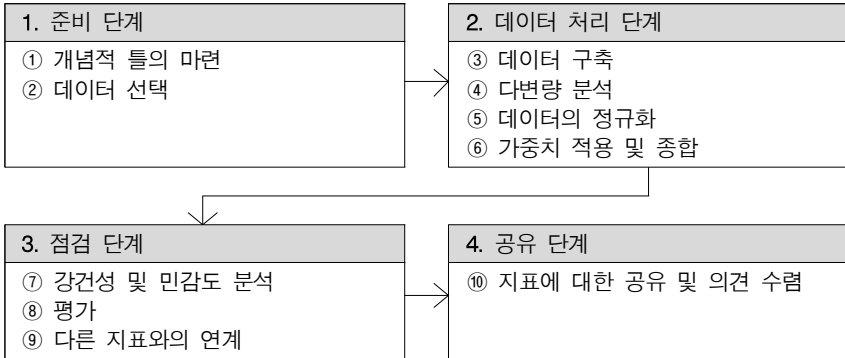 1. 준비 단계
① 개념적 틀의 마련
② 데이터 선택
2. 데이터 처리 단계
③ 데이터 구축
④ 다변량 분석
⑤ 데이터의 정규화
⑥ 가중치 적용 및 종합
3. 점검 단계
⑦ 강건성 및 민감도 분석
⑧ 평가
⑨ 다른 지표와의 연계
4. 공유 단계
⑩ 지표에 대한 공유 및 의견 수렴